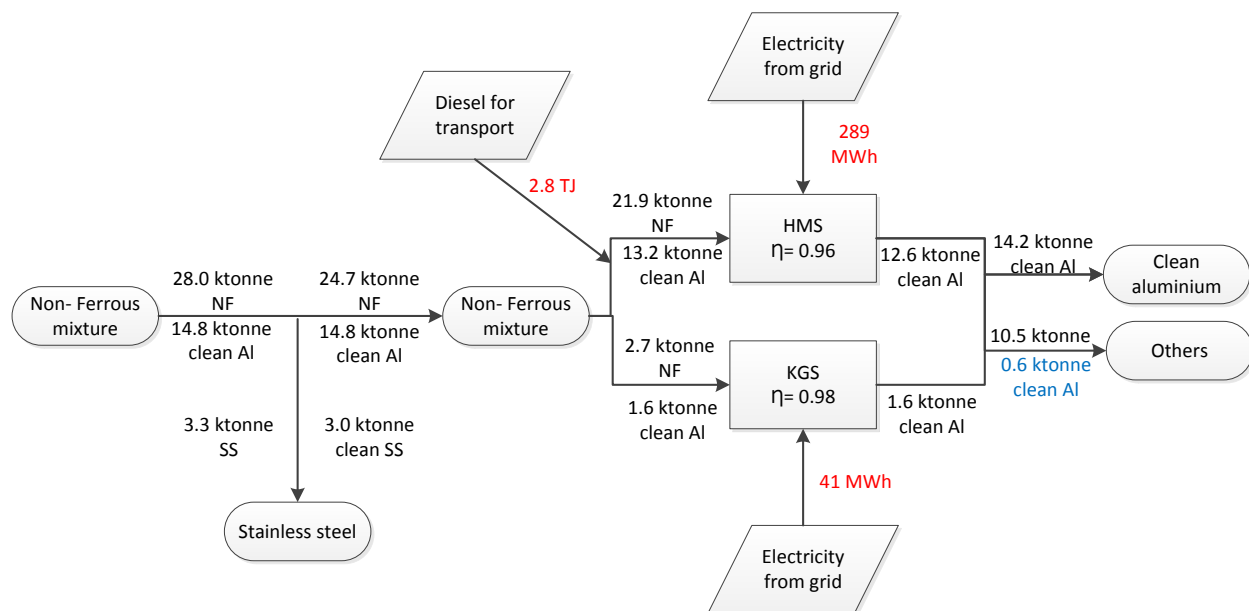 Electricity
from grid
Diesel for
transport
289
MWh
2.8 TJ
21.9 ktonne
NF
13.2 ktonne
clean Al
HMS
η= 0.96
12.6 ktonne
clean Al
14.2 ktonne
clean Al
Clean
aluminium
28.0 ktonne
NF
24.7 ktonne
NF
Non- Ferrous
mixture
14.8 ktonne
clean Al
14.8 ktonne
clean Al
Non- Ferrous
mixture
10.5 ktonne
0.6 ktonne
clean Al
Others
2.7 ktonne
NF
1.6 ktonne
clean Al
KGS
η= 0.98
1.6 ktonne
clean Al
3.3 ktonne
SS
3.0 ktonne
clean SS
41 MWh
Stainless steel
Electricity
from grid